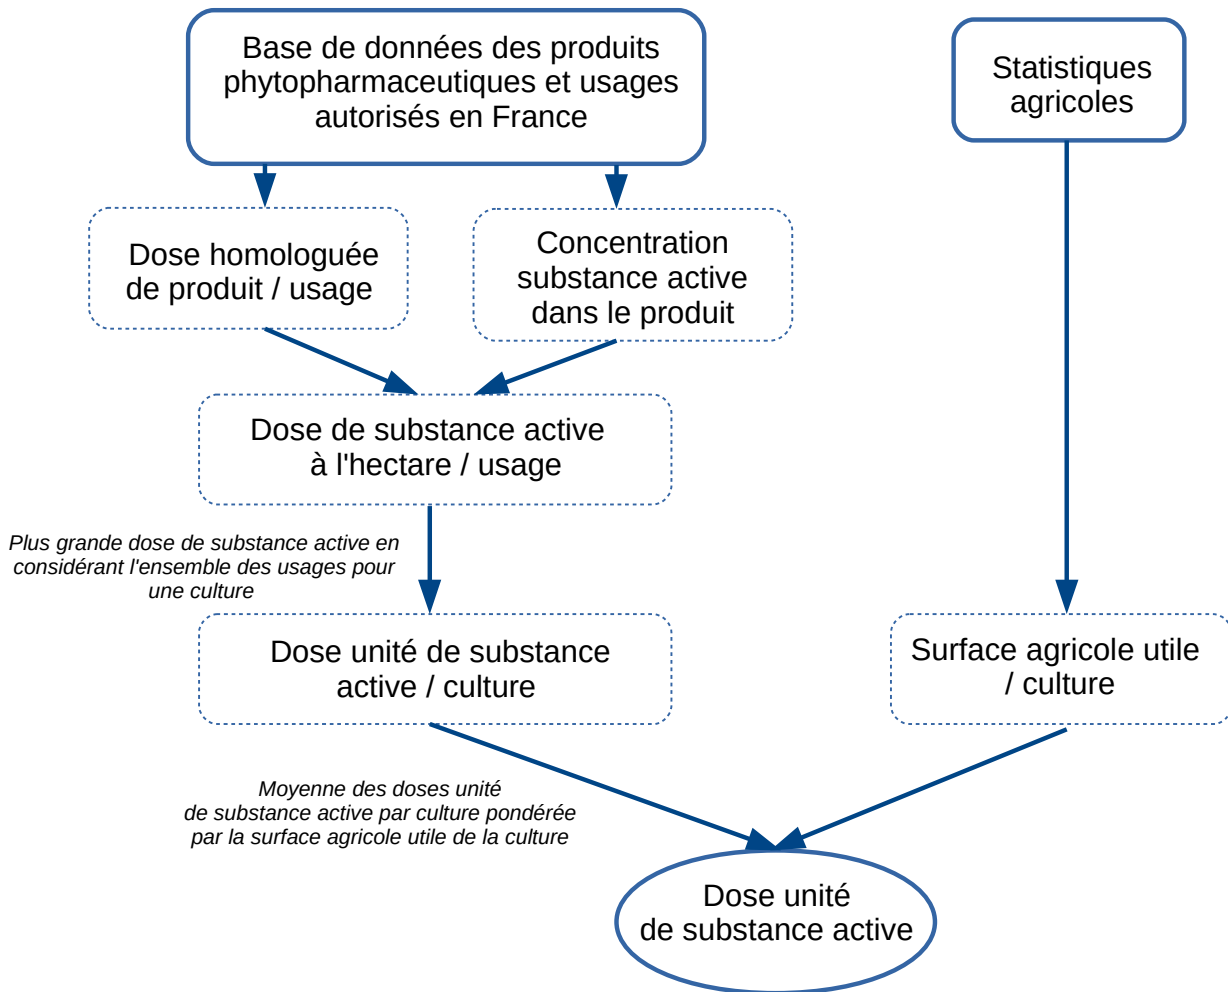 Base de données des produits
phytopharmaceutiques et usages
autorisés en France
Statistiques
agricoles
Dose homologuée
de produit / usage
Concentration
substance active
dans le produit
Dose de substance active
à l'hectare / usage
Plus grande dose de substance active en
considérant l'ensemble des usages pour
une culture
Dose unité de substance
active / culture
Surface agricole utile
/ culture
Moyenne des doses unité
de substance active par culture pondérée
par la surface agricole utile de la culture
Dose unité
de substance active